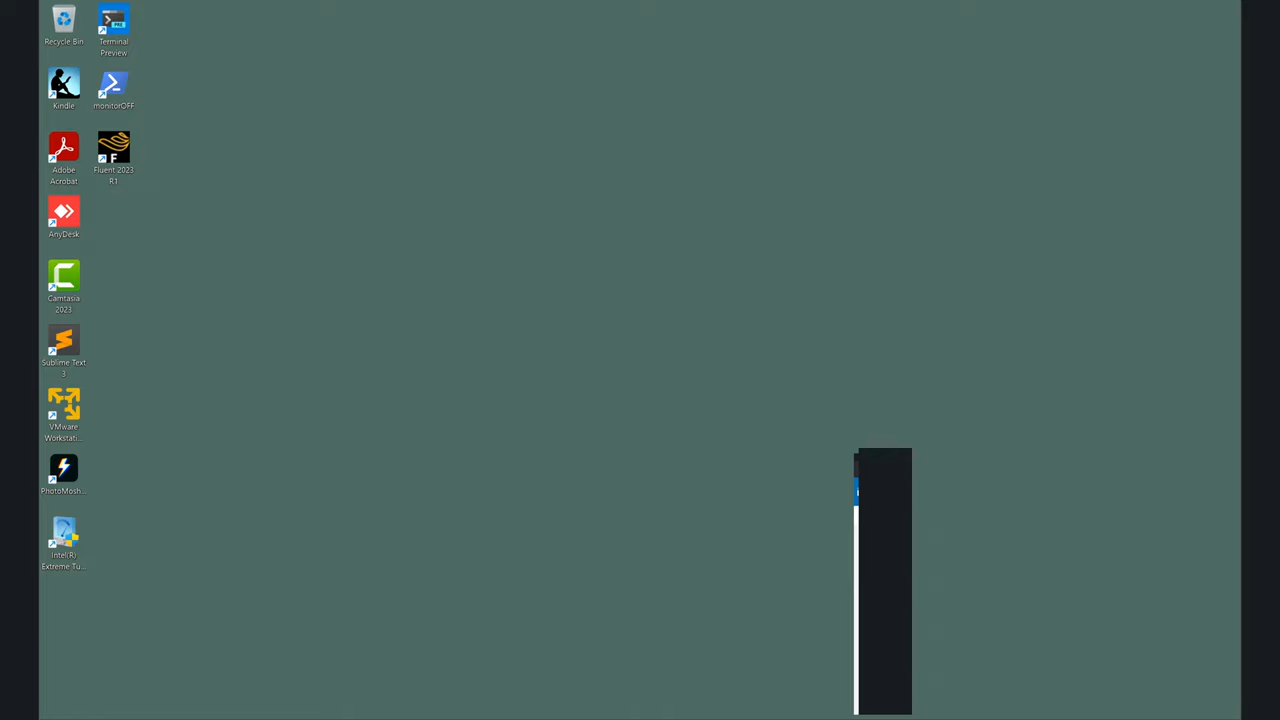 Recycle Bin
Terminal
Preview
PRE
Kindle
monitorOFF
Adobe
Acrobat
Fluent 2023
R1
F
AnyDesk
Camtasia
2023
Sublime Text
3
VMware
Workstati...
PhotoMosh...
Intel(R)
Extreme Tu...